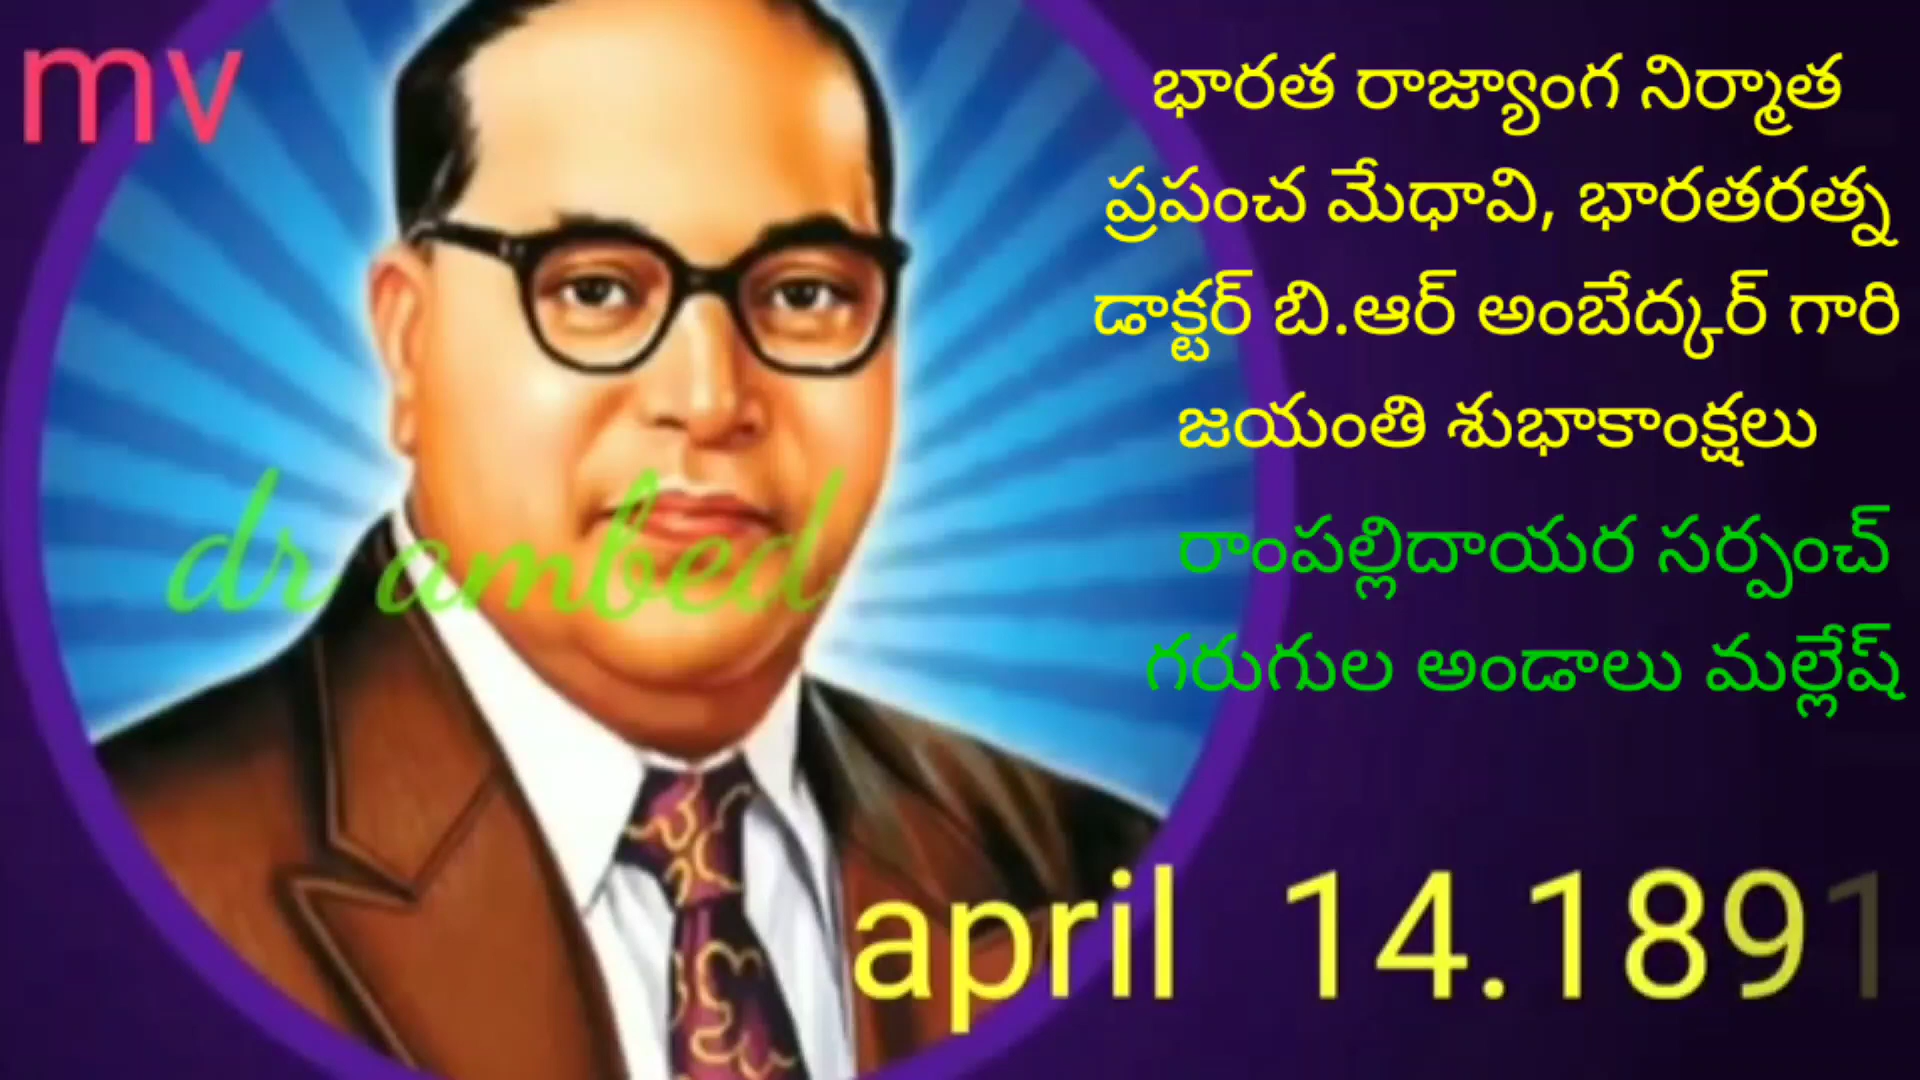 mv
భారత రాజ్యాంగ నిర్మాత
ప్రపంచ మేధావి, భారతరత్న
డాక్టర్ బి.ఆర్ అంబేద్కర్ గారి
జయంతి శుభాకాంక్షలు
రాంపల్లిదాయర సర్పంచ్
గరుగుల అండాలు మల్లేష్
dr ambed
april 14.1891